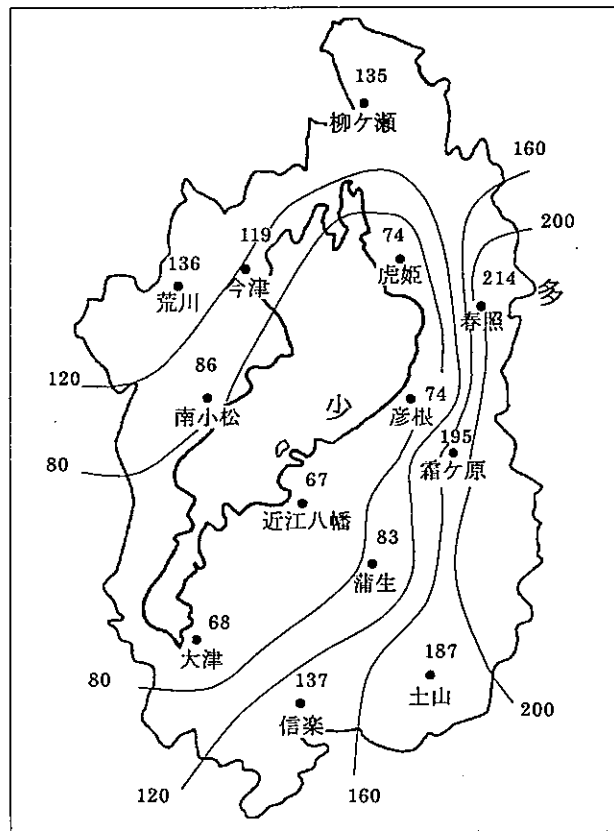 135
柳ケ瀬
160
200
119
今津
74
虎姫
136
荒川
214
春照
多
120
86
南小松
少
74
彦根
80
195
霜ケ原
67
近江八幡
83
蒲生
68
大津
187
土山
80
137
信楽
200
120
160